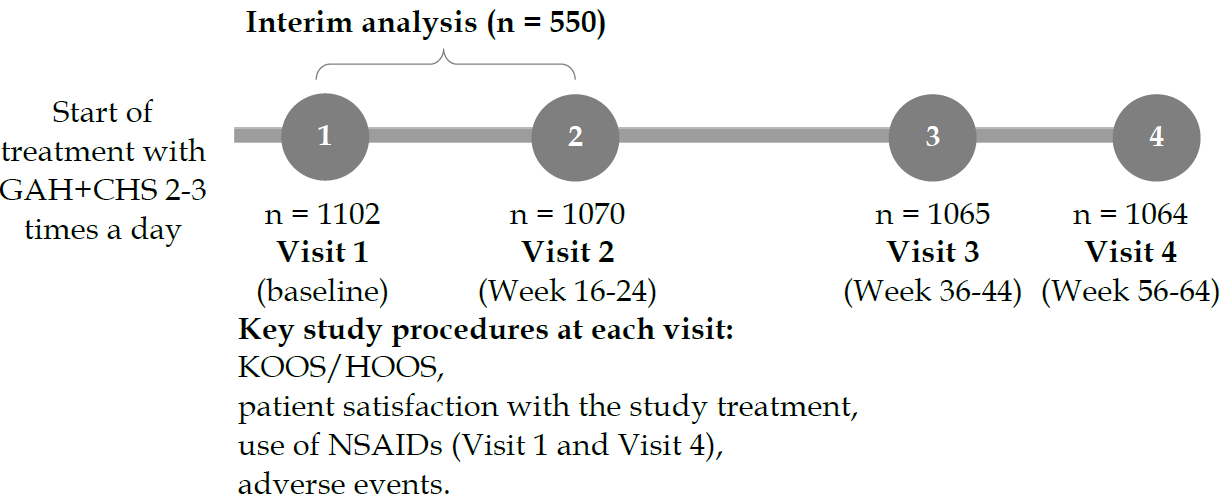 Interim analysis (n = 550)
Start of
treatment with
GAH+CHS 2-3
times a day
1
2
3
4
n = 1102
Visit 1
(baseline)
n = 1070
Visit 2
(Week 16-24)
n = 1065
Visit 3
(Week 36-44)
n = 1064
Visit 4
(Week 56-64)
Key study procedures at each visit:
KOOS/HOOS,
patient satisfaction with the study treatment,
use of NSAIDs (Visit 1 and Visit 4),
adverse events.